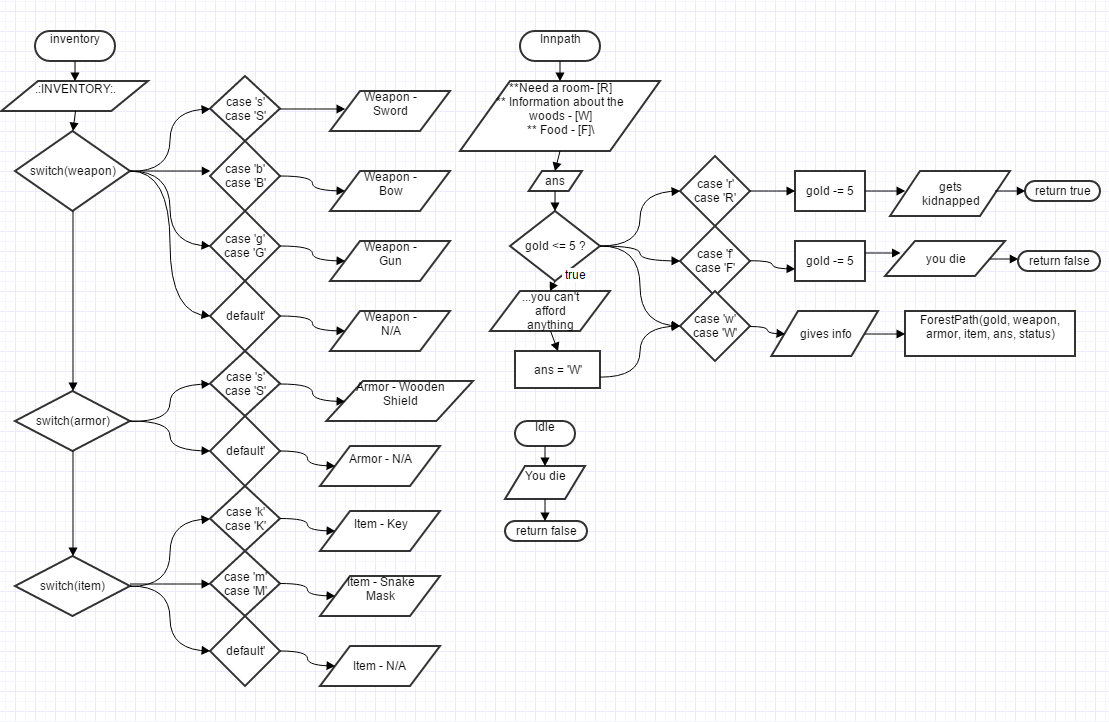 inventory
.:INVENTORY:.
switch(weapon)
case 's'
case 'S'
Weapon -
Sword
case 'b'
case 'B'
Weapon -
Bow
case 'g'
case 'G'
Weapon -
Gun
default'
Weapon -
N/A
switch(armor)
case 's'
case 'S'
Armor - Wooden
Shield
default'
Armor - N/A
switch(item)
case 'k'
case 'K'
Item - Key
case 'm'
case 'M'
Item - Snake
Mask
default'
Item - N/A
Innpath
**Need a room- [R]
** Information about the
woods - [W]
** Food - [F]\
ans
gold <= 5 ?
true
...you can't
afford
anything
ans = 'W'
case 'r'
case 'R'
gold -= 5
gets
kidnapped
return true
case 'f'
case 'F'
gold -= 5
you die
return false
case 'w'
case 'W'
gives info
ForestPath(gold, weapon,
armor, item, ans, status)
Idle
You die
return false